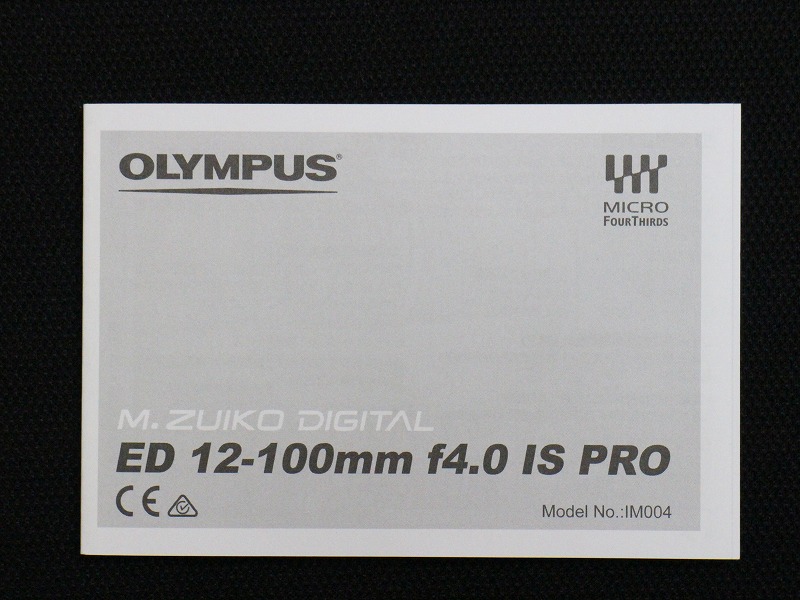 OLYMPUS®
MICRO
FOURTHIRDS
M.ZUIKO DIGITAL
ED 12-100mm f4.0 IS PRO
CE
Model No.:IM004